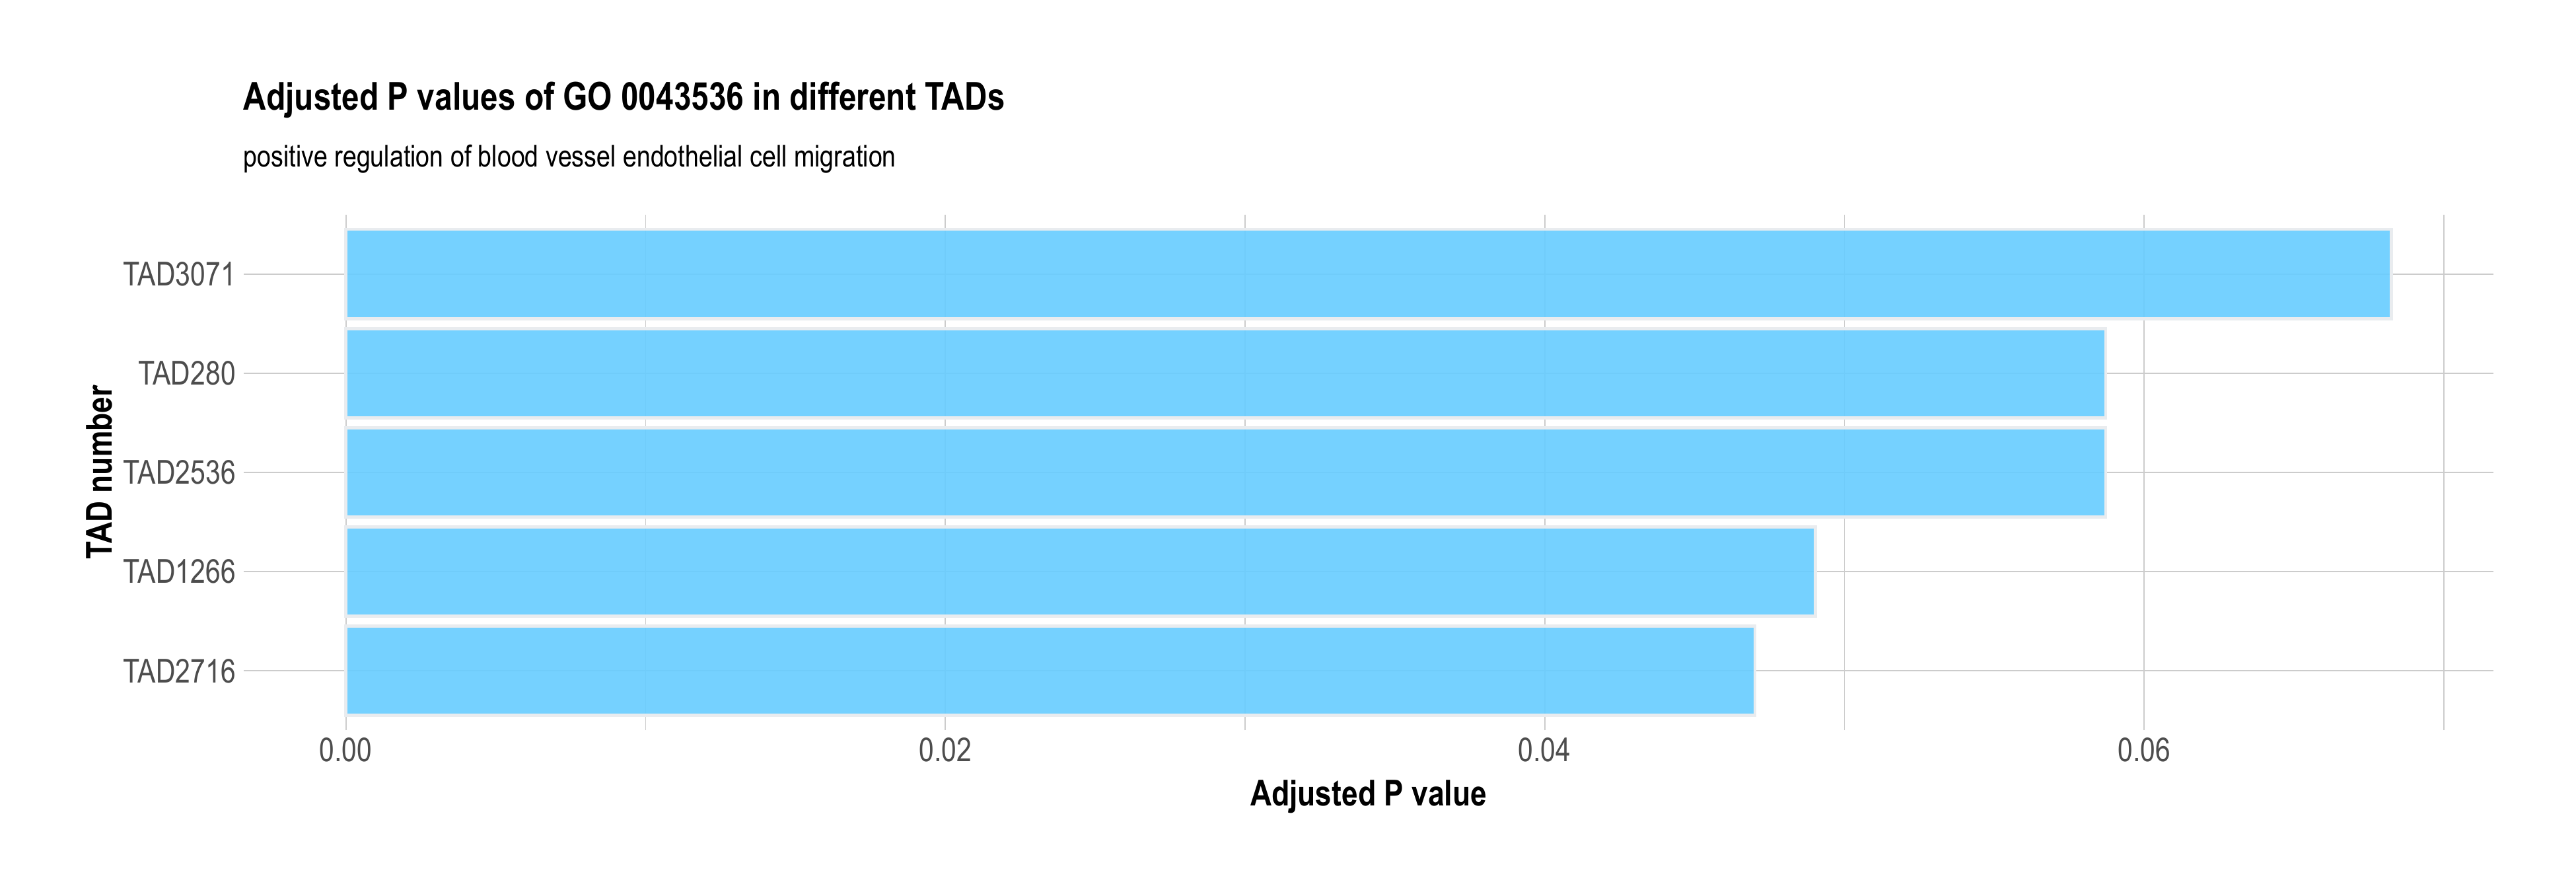 Adjusted P values of GO 0043536 in different TADs
positive regulation of blood vessel endothelial cell migration
TAD number
TAD3071
TAD280
TAD2536
TAD1266
TAD2716
0.00 0.02 0.04 0.06
Adjusted P value